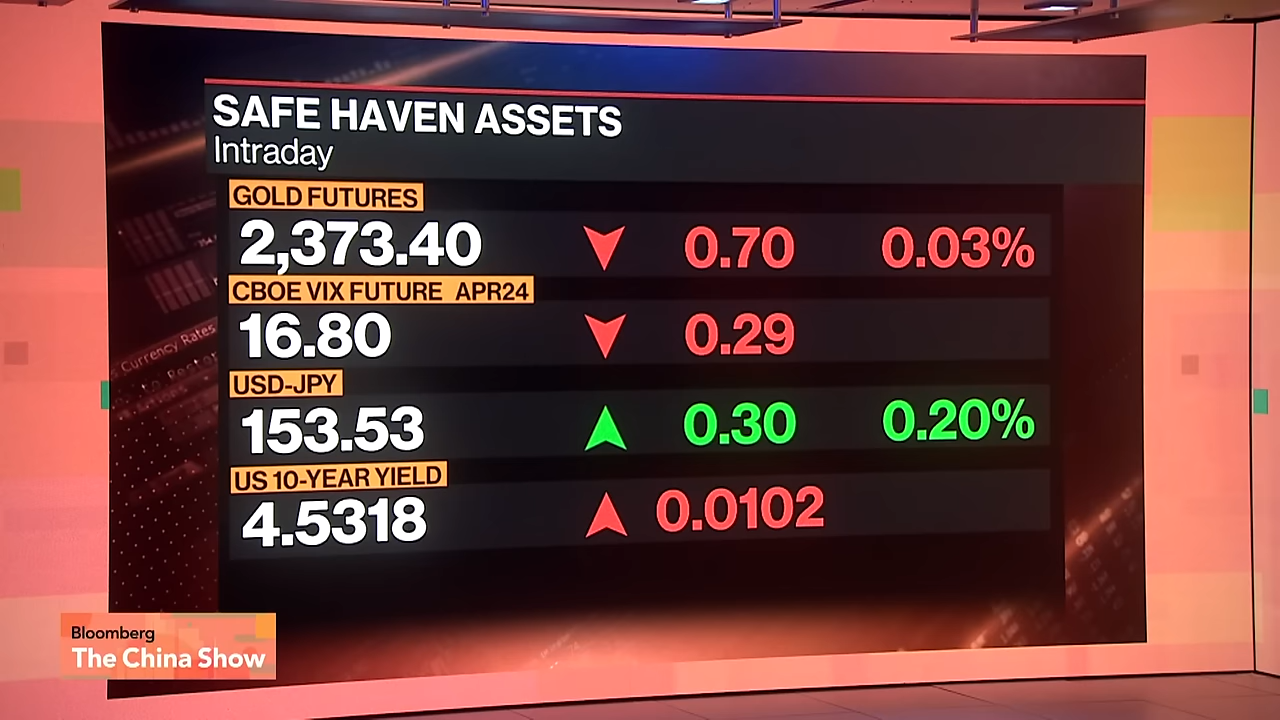 SAFE HAVEN ASSETS
Intraday
GOLD FUTURES
2,373.40 ▼ 0.70 0.03%
CBOE VIX FUTURE APR24
16.80 ▼ 0.29
USD-JPY
153.53 ▲ 0.30 0.20%
US 10-YEAR YIELD
4.5318 ▲ 0.0102
Currency Rates
Bloomberg
The China Show